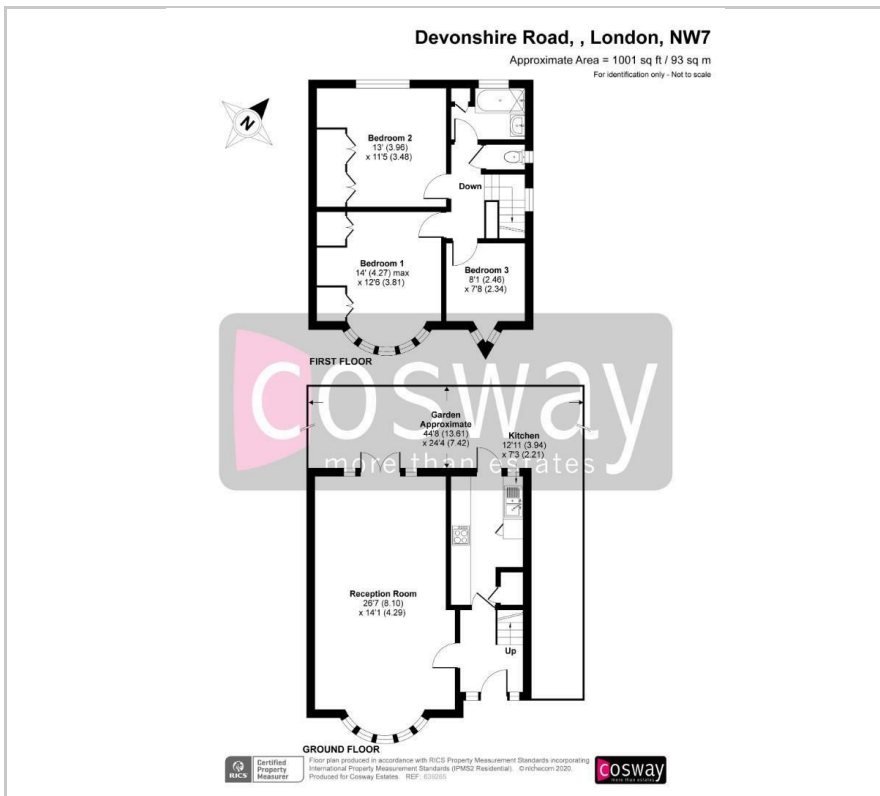 Devonshire Road, , London, NW7
Approximate Area = 1001 sq ft / 93 sq m
For identification only - Not to scale
N
Bedroom 2
13' (3.96)
x 11'5 (3.48)
Down
Bedroom 1
14' (4.27) max
x 12'6 (3.81)
Bedroom 3
8'1 (2.46)
x 7'8 (2.34)
FIRST FLOOR
cosway
more than estates
Garden
Approximate
44'8 (13.61)
x 24'4 (7.42)
Kitchen
12'11 (3.94)
x 7'3 (2.21)
Reception Room
26'7 (8.10)
x 14'1 (4.29)
Up
GROUND FLOOR
RICS
Certified
Property
Measurer
Floor plan produced in accordance with RICS Property Measurement Standards incorporating
International Property Measurement Standards (IPMS2 Residential). © nichecom 2020.
Produced for Cosway Estates. REF: 639265
cosway
more than estates